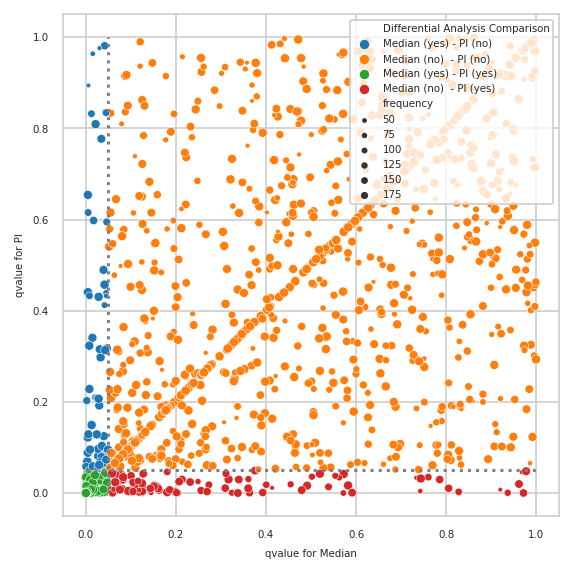 1.0
0.8
0.6
0.4
0.2
0.0
qvalue for PI
Differential Analysis Comparison
Median (yes) - PI (no)
Median (no) - PI (no)
Median (yes) - PI (yes)
Median (no)  - PI (yes)
frequency
50
75
100
125
150
175
0.0 0.2 0.4 0.6 0.8 1.0
qvalue for Median